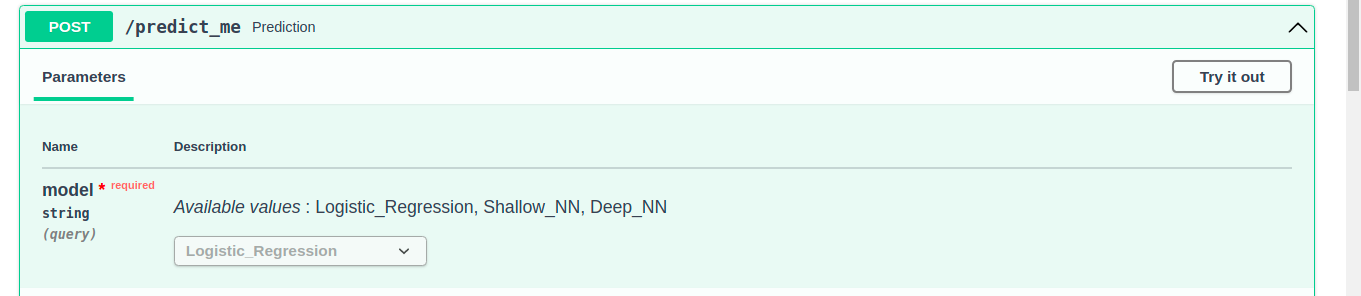 POST /predict_me Prediction
Parameters
Try it out
Name Description
model * required
string
(query)
Available values : Logistic_Regression, Shallow_NN, Deep_NN
Logistic_Regression